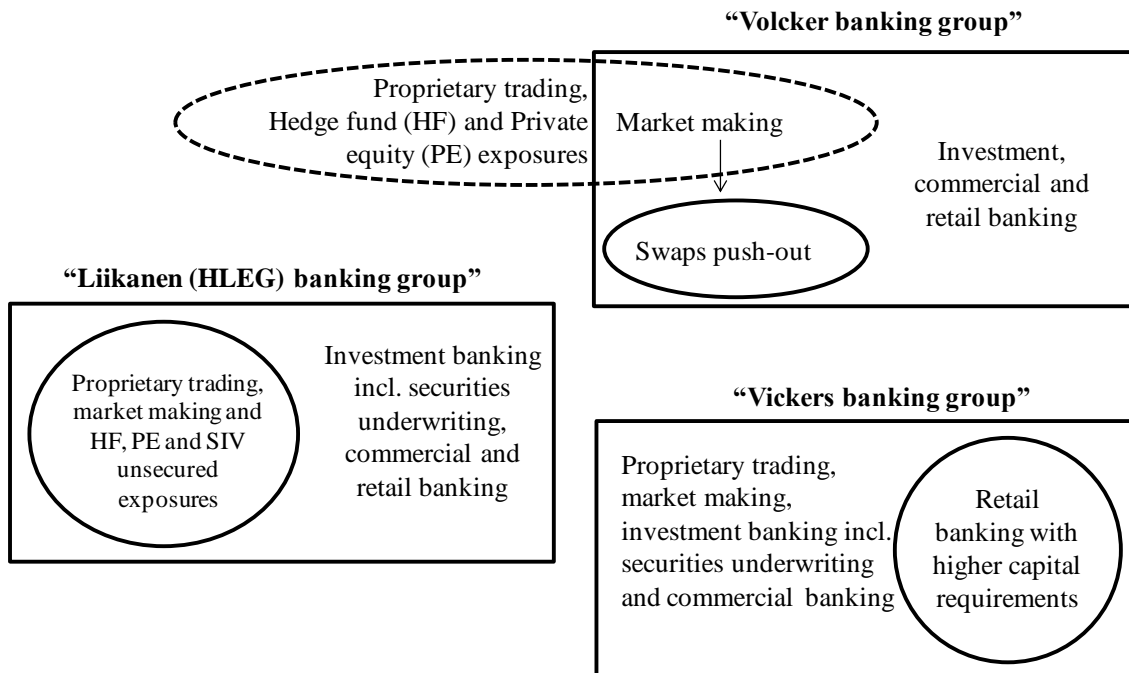 “Volcker banking group”
Proprietary trading,
Hedge fund (HF) and Private
equity (PE) exposures
Market making
Investment,
commercial and
retail banking
Swaps push-out
“Liikanen (HLEG) banking group”
Proprietary trading,
market making and
HF, PE and SIV
unsecured
exposures
Investment banking
incl. securities
underwriting,
commercial and
retail banking
“Vickers banking group”
Proprietary trading,
market making,
investment banking incl.
securities underwriting
and commercial banking
Retail
banking with
higher capital
requirements